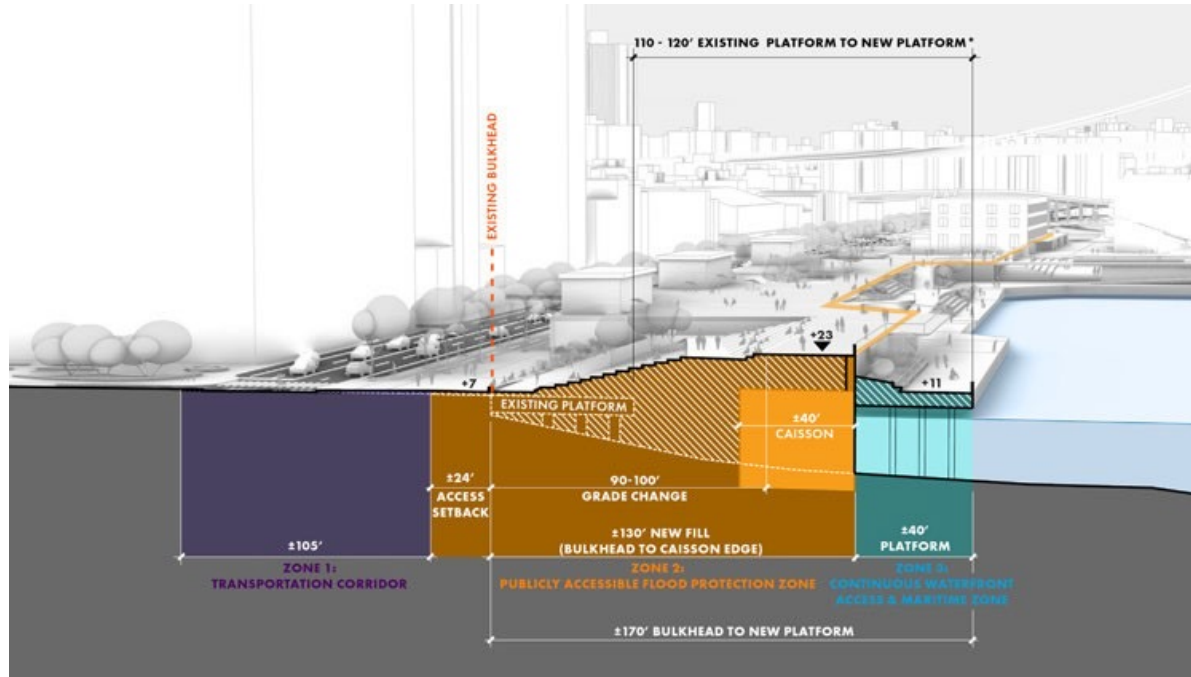 110 - 120' EXISTING PLATFORM TO NEW PLATFORM*
EXISTING BULKHEAD
+23
+7
+11
EXISTING PLATFORM
±40'
CAISSON
±24'
ACCESS
SETBACK
90-100'
GRADE CHANGE
±105'
±130' NEW FILL
(BULKHEAD TO CAISSON EDGE)
±40'
PLATFORM
ZONE 1:
TRANSPORTATION CORRIDOR
ZONE 2:
PUBLICLY ACCESSIBLE FLOOD PROTECTION ZONE
ZONE 3:
CONTINUOUS WATERFRONT
ACCESS & MARITIME ZONE
±170' BULKHEAD TO NEW PLATFORM